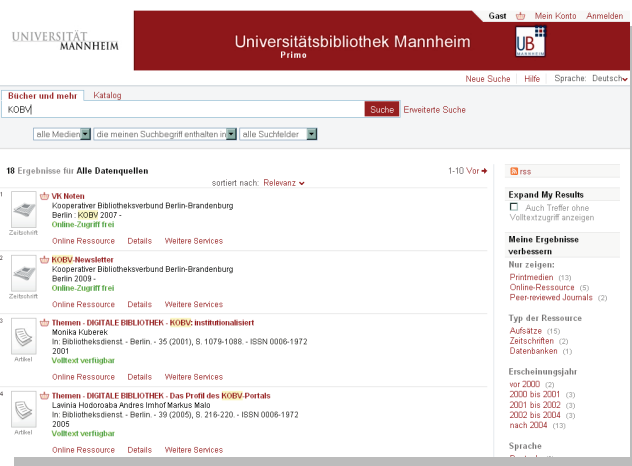 Gast Mein Konto Anmelden
UNIVERSITÄT
MANNHEIM
Universitätsbibliothek Mannheim
Primo
UB
Neue Suche Hilfe Sprache: Deutsch
Bücher und mehr Katalog
KOBV Suche Erweiterte Suche
alle Medien die meinen Suchbegriff enthalten in alle Suchfelder
18 Ergebnisse für Alle Datenquellen 1-10 Vor
sortiert nach: Relevanz
1 VK Noten
Kooperativer Bibliotheksverbund Berlin-Brandenburg
Berlin : KOBV 2007 -
Online-Zugriff frei
Zeitschrift
Online Ressource Details Weitere Services
2 KOBV-Newsletter
Kooperativer Bibliotheksverbund Berlin-Brandenburg
Berlin 2009 -
Online-Zugriff frei
Zeitschrift
Online Ressource Details Weitere Services
3 Themen - DIGITALE BIBLIOTHEK - KOBV: institutionalisiert
Monika Kuberek
In: Bibliotheksdienst. - Berlin. - 35 (2001), S. 1079-1088. - ISSN 0006-1972
2001
Artikel
Volltext verfügbar
Online Ressource Details Weitere Services
4 Themen - DIGITALE BIBLIOTHEK - Das Profil des KOBV-Portals
Lavinia Hodoroaba Andres Imhof Markus Malo
In: Bibliotheksdienst. - Berlin. - 39 (2005), S. 216-220. - ISSN 0006-1972
2005
Artikel
Volltext verfügbar
Online Ressource Details Weitere Services
rss
Expand My Results
Auch Treffer ohne
Volltextzugriff anzeigen
Meine Ergebnisse
verbessern
Nur zeigen:
Printmedien (13)
Online-Ressource (5)
Peer-reviewed Journals (2)
Typ der Ressource
Aufsätze (15)
Zeitschriften (2)
Datenbanken (1)
Erscheinungsjahr
vor 2000 (2)
2000 bis 2001 (3)
2001 bis 2002 (3)
2002 bis 2004 (3)
nach 2004 (13)
Sprache